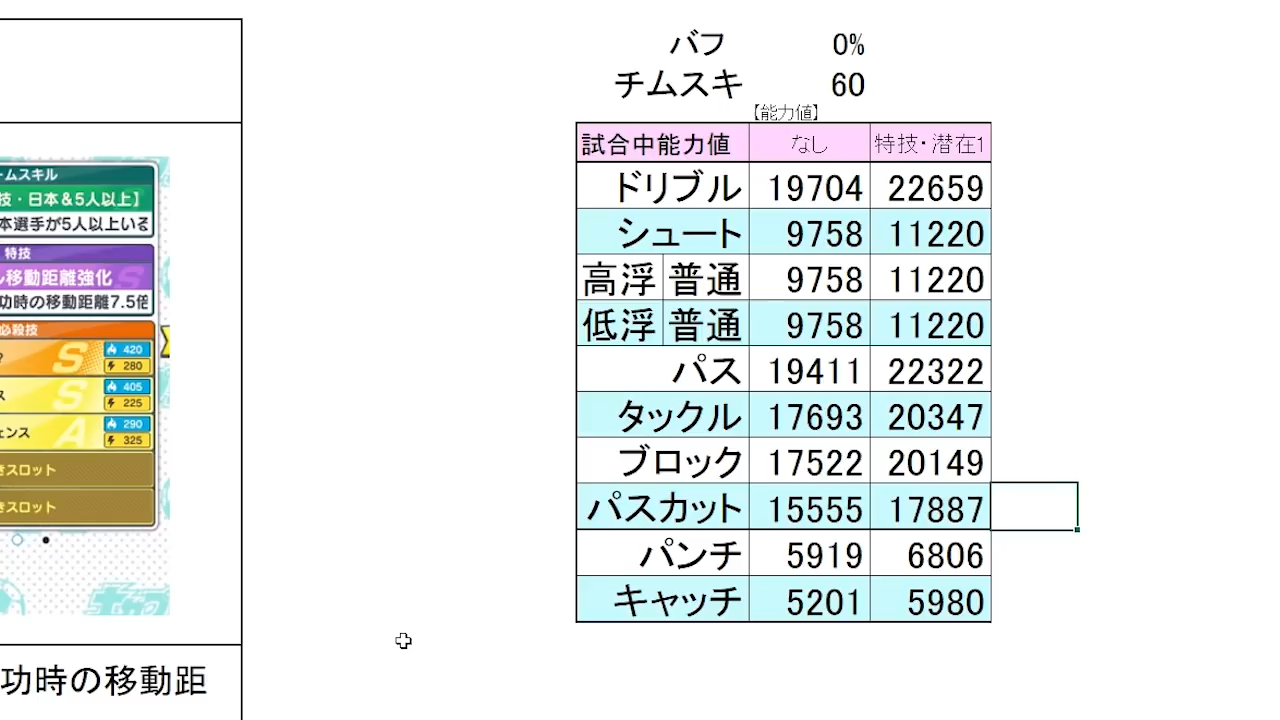 ームスキル
技・日本＆5人以上】
本選手が5人以上いる
特技
ル移動距離強化 S
功時の移動距離7.5倍
必殺技
S 420
280
ス S 405
225
ェンス A 290
325
きスロット
きスロット
キャプ
功時の移動距
バフ 0%
チムスキ 60
【能力値】
試合中能力値 なし 特技・潜在1
ドリブル 19704 22659
シュート 9758 11220
高浮 普通 9758 11220
低浮 普通 9758 11220
パス 19411 22322
タックル 17693 20347
ブロック 17522 20149
パスカット 15555 17887
パンチ 5919 6806
キャッチ 5201 5980